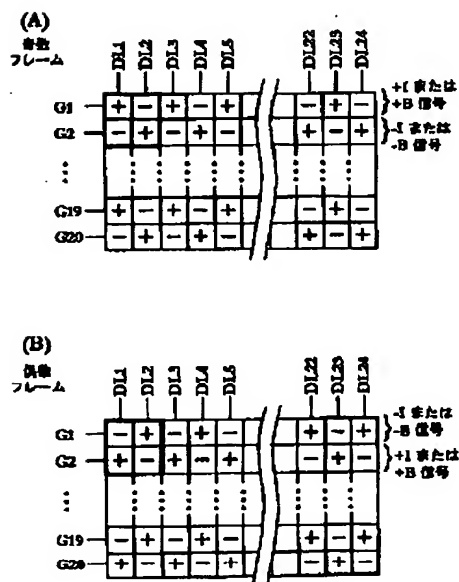 (A)
奇数
フレーム
DL1 DL2 DL3 DL4 DL5 DL22 DL23 DL24
G1 + − + − + − + −
+I または
+B 信号
G2 − + − + − + − +
-I または
-B 信号
G19 + − + − + − + −
G20 − + − + − + − +
(B)
偶数
フレーム
DL1 DL2 DL3 DL4 DL5 DL22 DL23 DL24
G1 − + − + − + − +
-I または
-B 信号
G2 + − + − + − + −
+I または
+B 信号
G19 − + − + − + − +
G20 + − + − + − + −